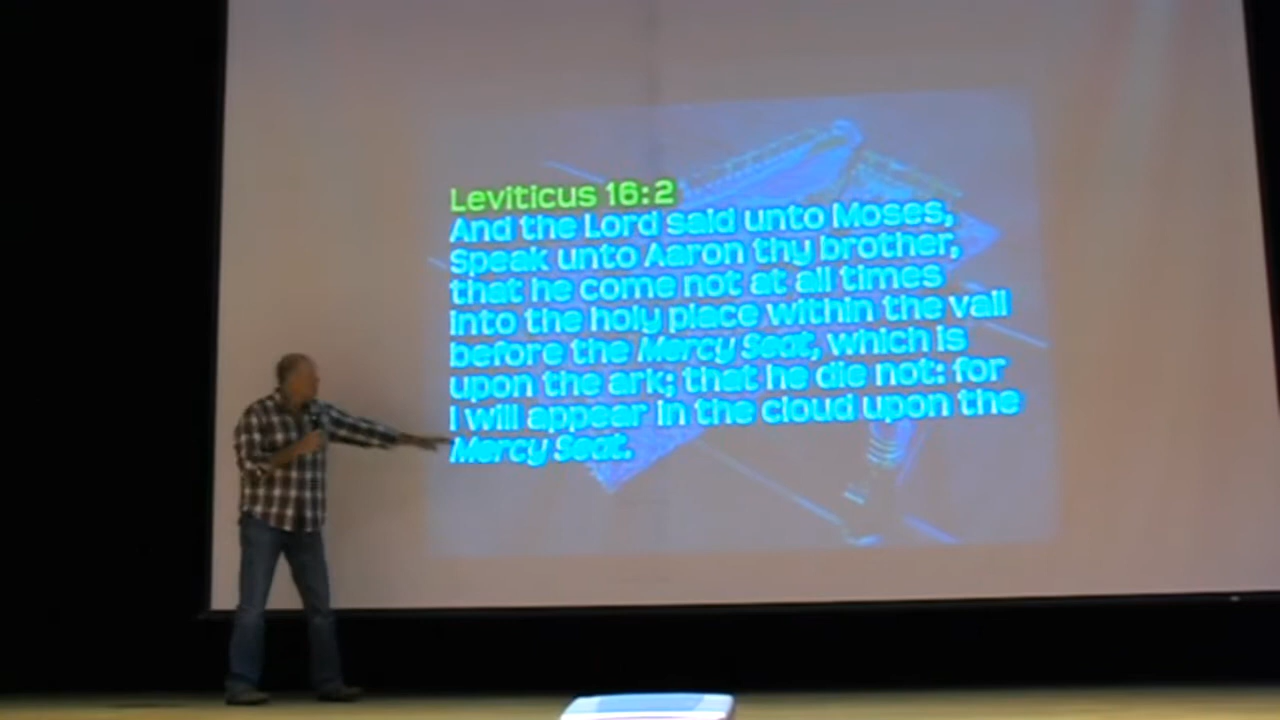 Leviticus 16:2
And the Lord said unto Moses,
Speak unto Aaron thy brother,
that he come not at all times
into the holy place within the vail
before the Mercy Seat, which is
upon the ark; that he die not: for
I will appear in the cloud upon the
Mercy Seat.